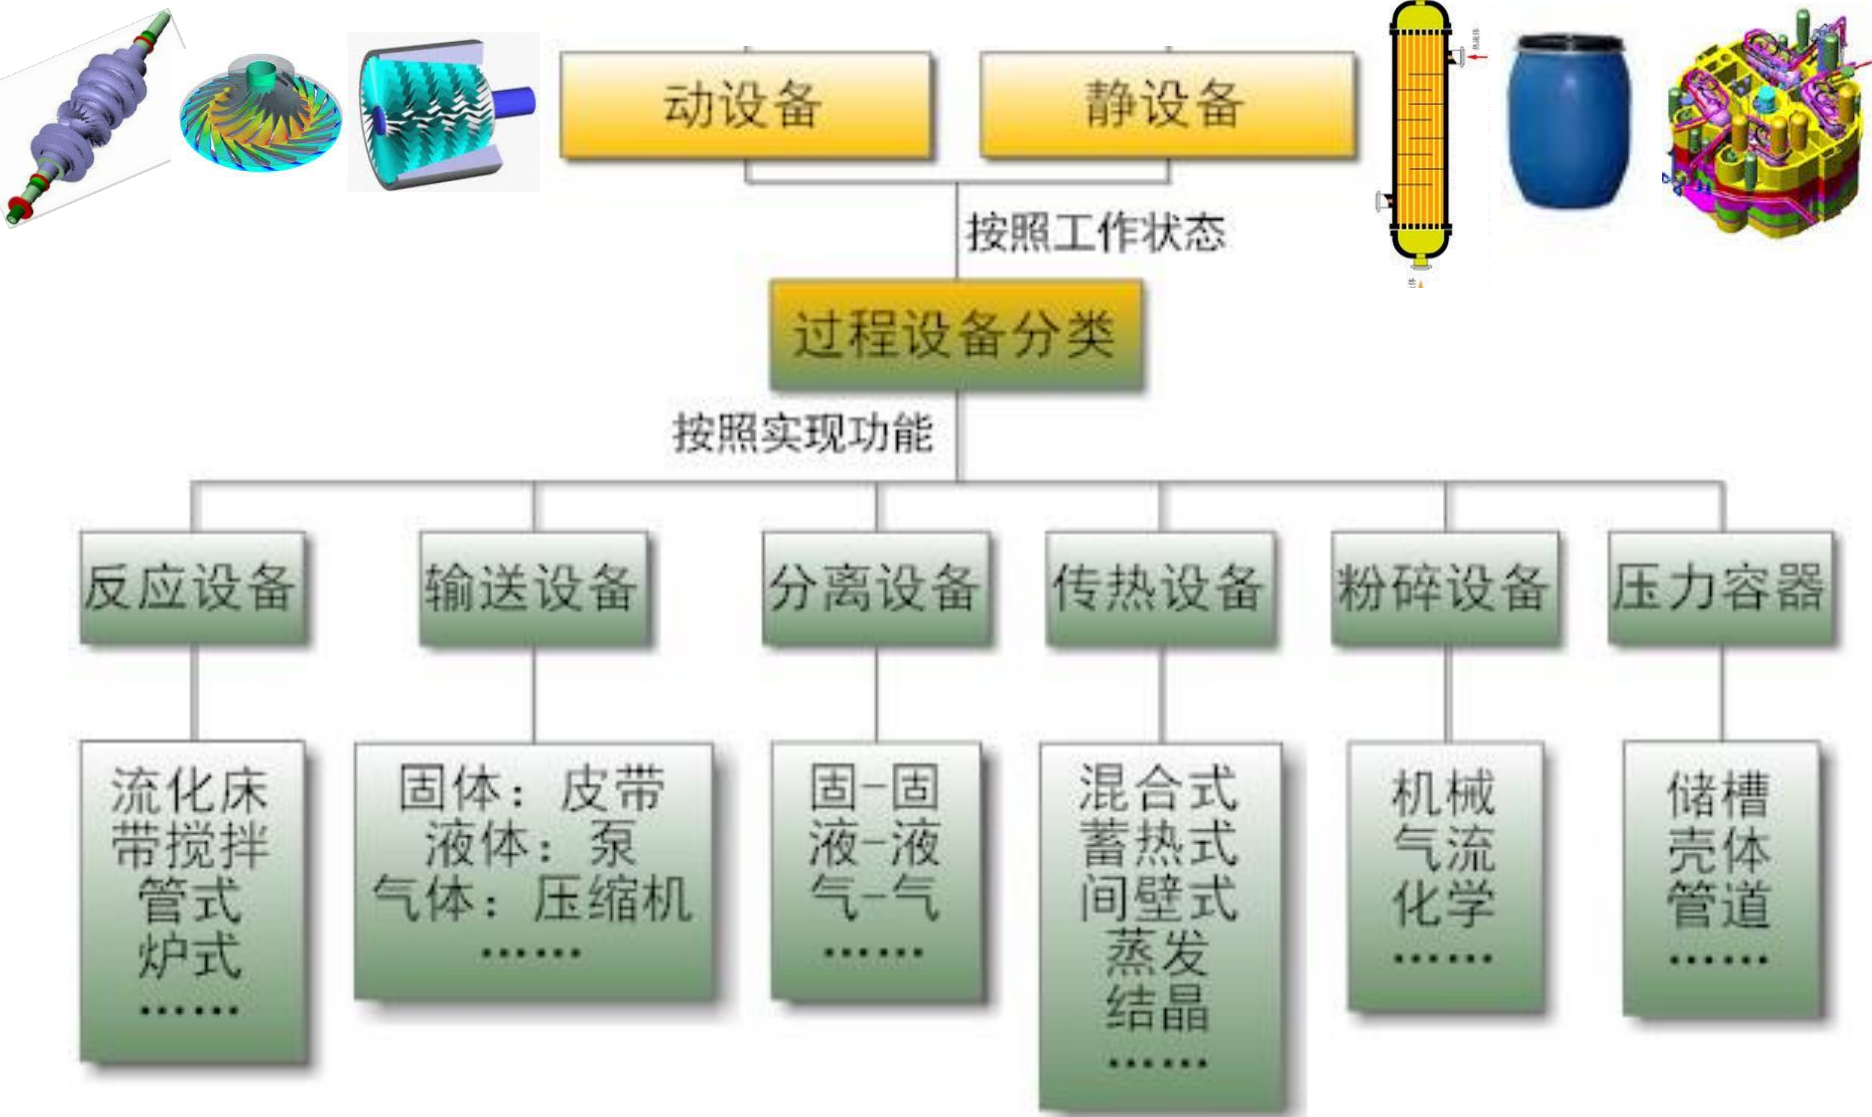 动设备
静设备
热流体
按照工作状态
过程设备分类
按照实现功能
反应设备
输送设备
分离设备
传热设备
粉碎设备
压力容器
流化床
带搅拌
管式
炉式
……
固体：皮带
液体：泵
气体：压缩机
……
固-固
液-液
气-气
……
混合式
蓄热式
间壁式
蒸发
结晶
……
机械
气流
化学
……
储槽
壳体
管道
……